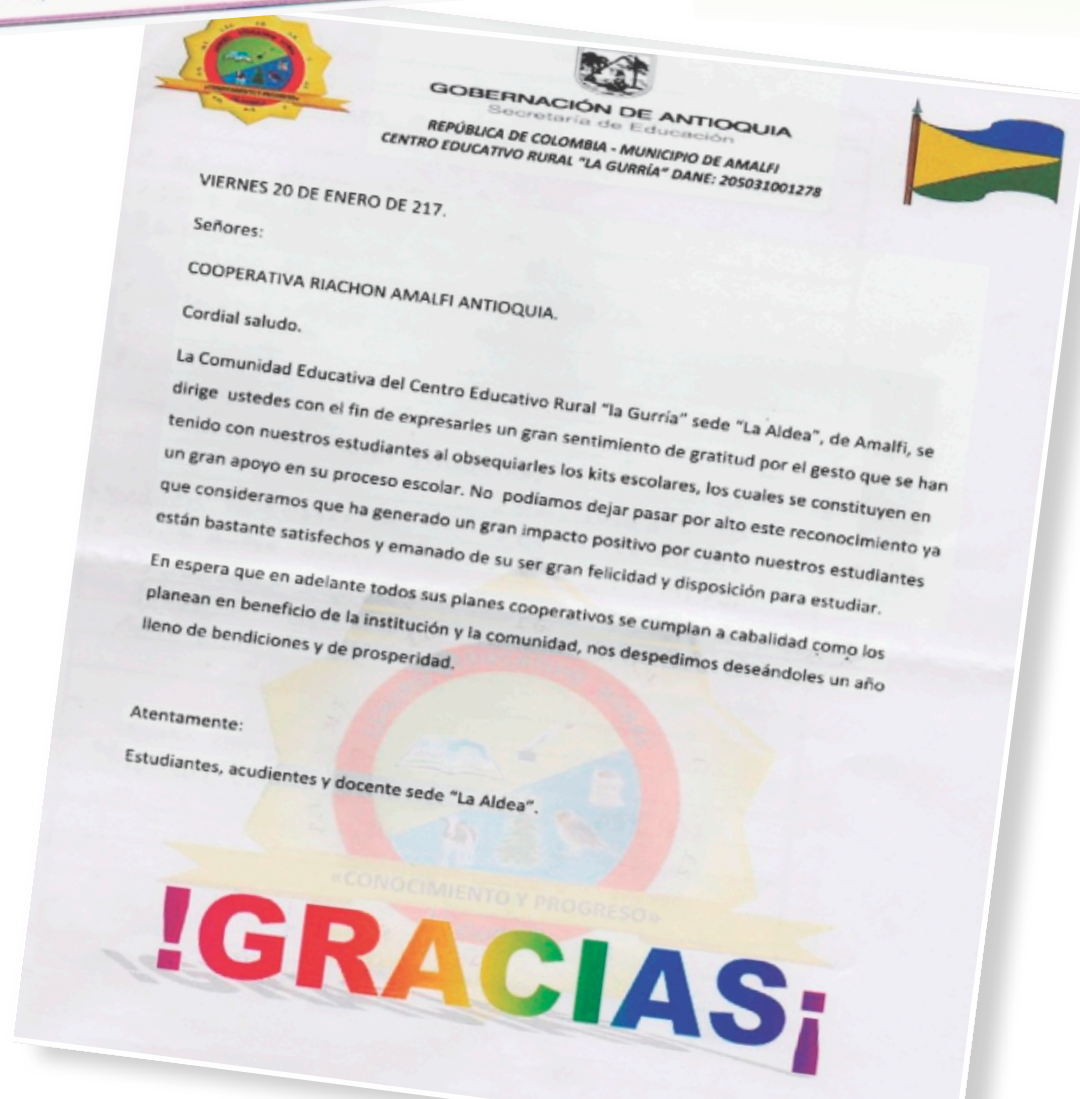 GOBERNACIÓN DE ANTIOQUIA
Secretaría de Educación
REPÚBLICA DE COLOMBIA - MUNICIPIO DE AMALFI
CENTRO EDUCATIVO RURAL "LA GURRÍA" DANE: 205031001278
VIERNES 20 DE ENERO DE 217.
Señores:
COOPERATIVA RIACHON AMALFI ANTIOQUIA.
Cordial saludo.
La Comunidad Educativa del Centro Educativo Rural "la Gurría" sede "La Aldea", de Amalfi, se
dirige ustedes con el fin de expresarles un gran sentimiento de gratitud por el gesto que se han
tenido con nuestros estudiantes al obsequiarles los kits escolares, los cuales se constituyen en
un gran apoyo en su proceso escolar. No podíamos dejar pasar por alto este reconocimiento ya
que consideramos que ha generado un gran impacto positivo por cuanto nuestros estudiantes
están bastante satisfechos y emanado de su ser gran felicidad y disposición para estudiar.
En espera que en adelante todos sus planes cooperativos se cumplan a cabalidad como los
planean en beneficio de la institución y la comunidad, nos despedimos deseándoles un año
lleno de bendiciones y de prosperidad.
Atentamente:
Estudiantes, acudientes y docente sede "La Aldea".
«CONOCIMIENTO Y PROGRESO»
!GRACIAS¡